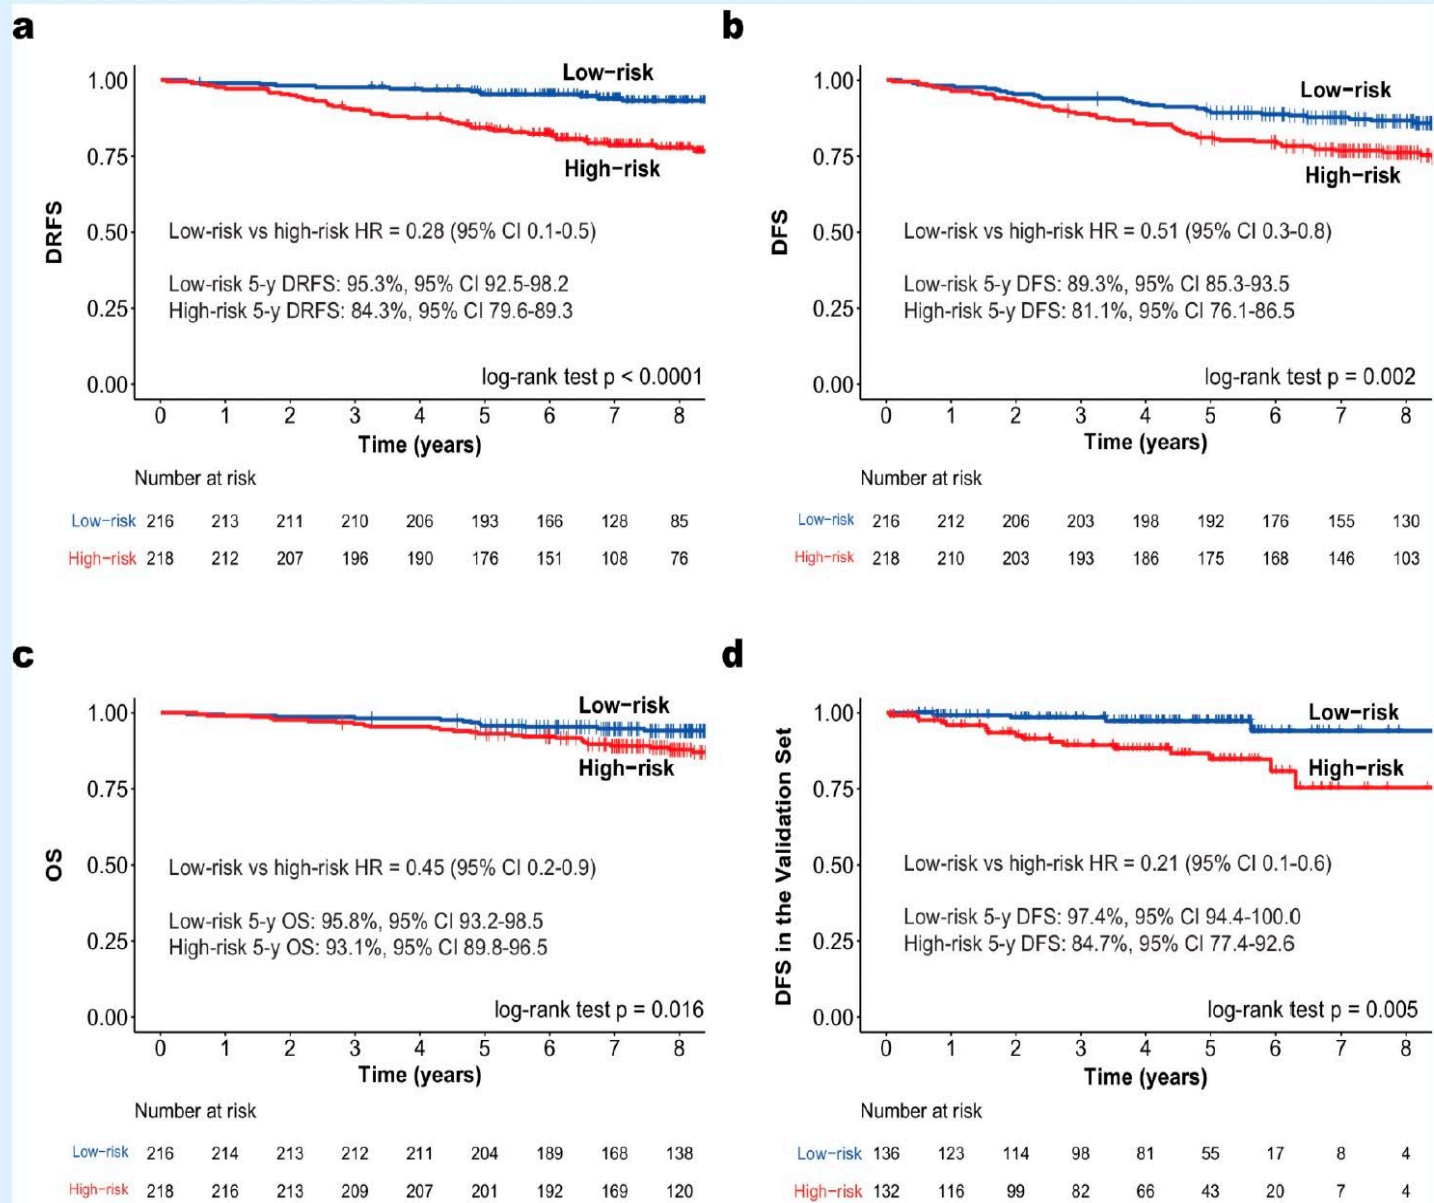 a
1.00
0.75
0.50
0.25
0.00
DRFS
Low-risk
High-risk
Low-risk vs high-risk HR = 0.28 (95% CI 0.1-0.5)
Low-risk 5-y DRFS: 95.3%, 95% CI 92.5-98.2
High-risk 5-y DRFS: 84.3%, 95% CI 79.6-89.3
log-rank test p < 0.0001
0 1 2 3 4 5 6 7 8
Time (years)
Number at risk
Low-risk 216 213 211 210 206 193 166 128 85
High-risk 218 212 207 196 190 176 151 108 76
b
1.00
0.75
0.50
0.25
0.00
DFS
Low-risk
High-risk
Low-risk vs high-risk HR = 0.51 (95% CI 0.3-0.8)
Low-risk 5-y DFS: 89.3%, 95% CI 85.3-93.5
High-risk 5-y DFS: 81.1%, 95% CI 76.1-86.5
log-rank test p = 0.002
0 1 2 3 4 5 6 7 8
Time (years)
Number at risk
Low-risk 216 212 206 203 198 192 176 155 130
High-risk 218 210 203 193 186 175 168 146 103
c
1.00
0.75
0.50
0.25
0.00
OS
Low-risk
High-risk
Low-risk vs high-risk HR = 0.45 (95% CI 0.2-0.9)
Low-risk 5-y OS: 95.8%, 95% CI 93.2-98.5
High-risk 5-y OS: 93.1%, 95% CI 89.8-96.5
log-rank test p = 0.016
0 1 2 3 4 5 6 7 8
Time (years)
Number at risk
Low-risk 216 214 213 212 211 204 189 168 138
High-risk 218 216 213 209 207 201 192 169 120
d
1.00
0.75
0.50
0.25
0.00
DFS in the Validation Set
Low-risk
High-risk
Low-risk vs high-risk HR = 0.21 (95% CI 0.1-0.6)
Low-risk 5-y DFS: 97.4%, 95% CI 94.4-100.0
High-risk 5-y DFS: 84.7%, 95% CI 77.4-92.6
log-rank test p = 0.005
0 1 2 3 4 5 6 7 8
Time (years)
Number at risk
Low-risk 136 123 114 98 81 55 17 8 4
High-risk 132 116 99 82 66 43 20 7 4